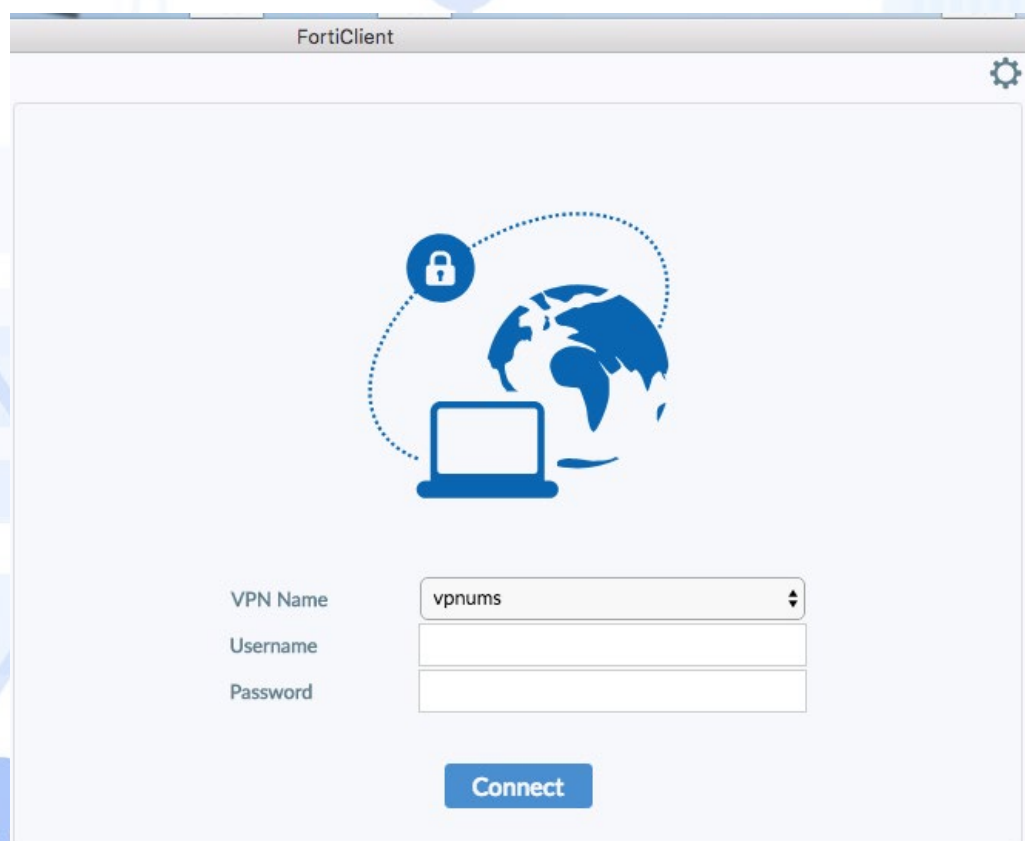 FortiClient
VPN Name
vpnums
Username
Password
Connect